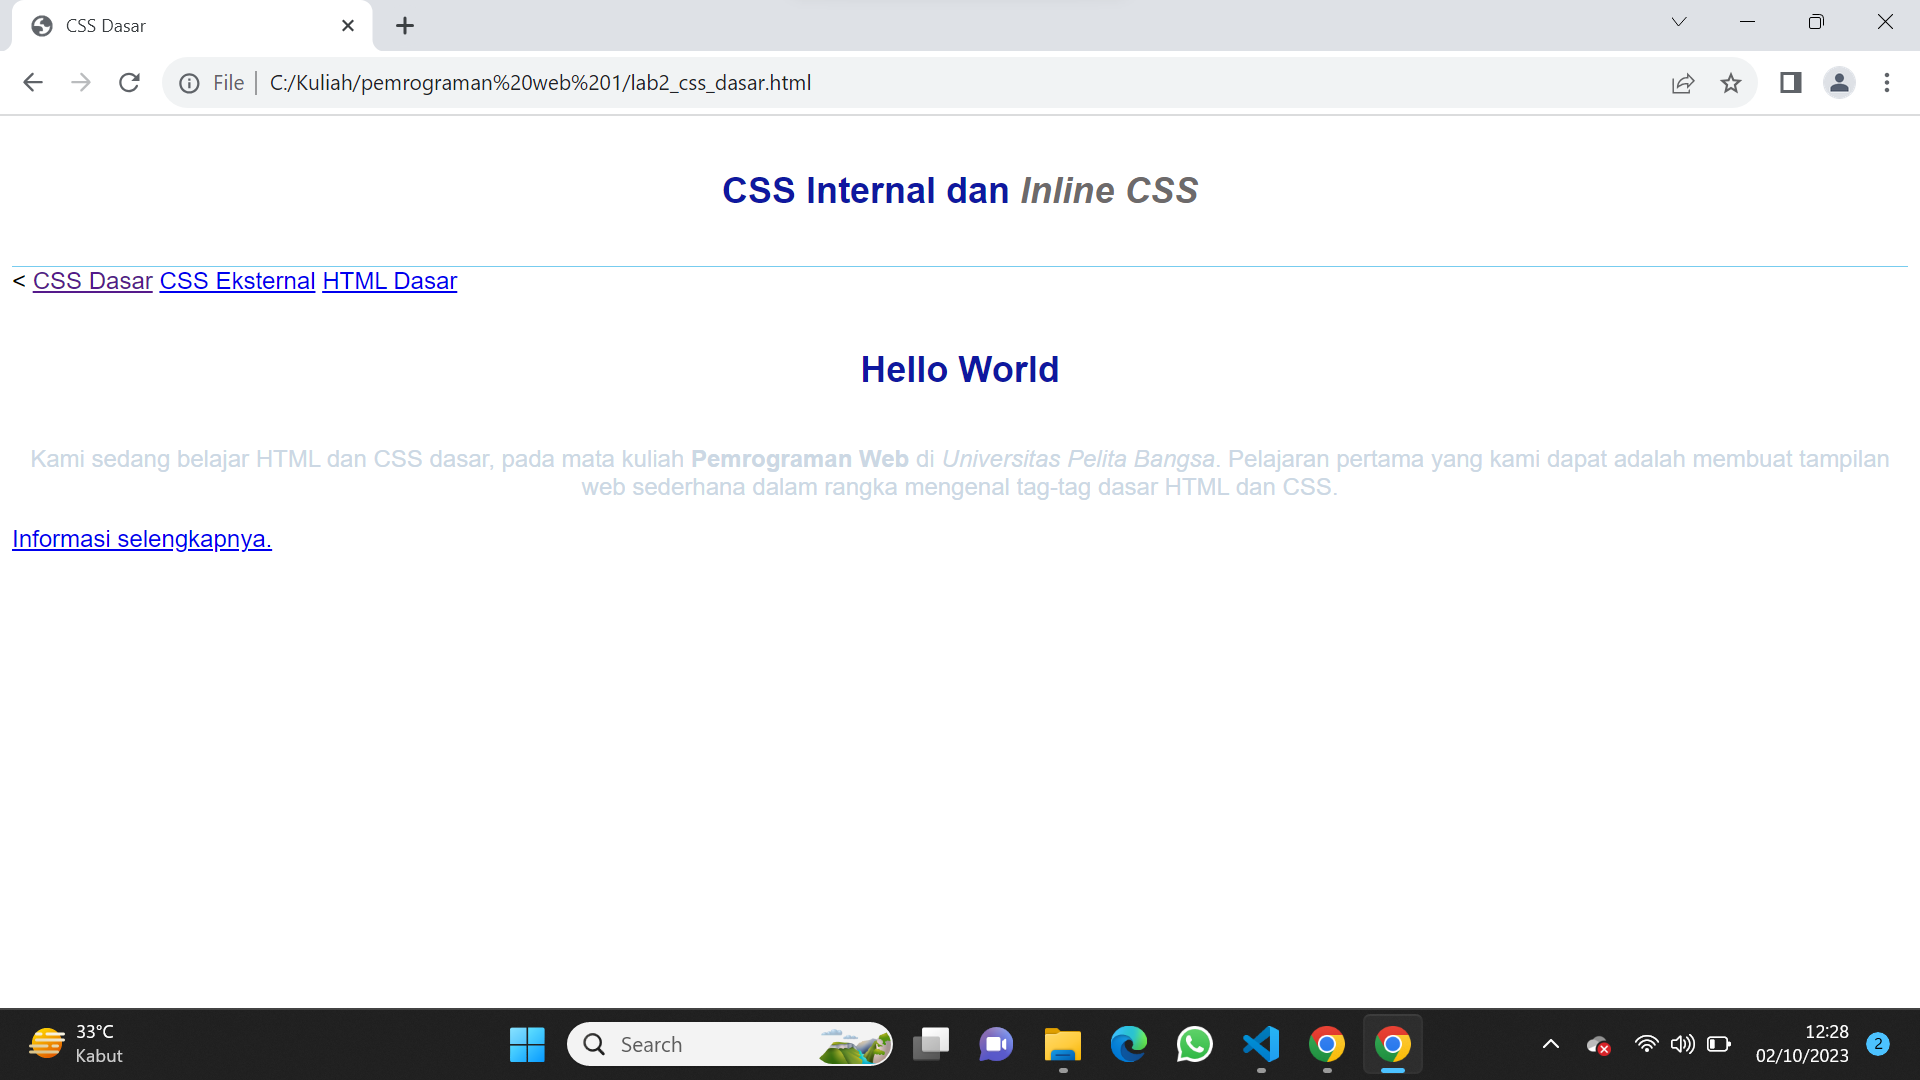 CSS Dasar
File
C:/Kuliah/pemrograman%20web%201/lab2_css_dasar.html
CSS Internal dan Inline CSS
< CSS Dasar CSS Eksternal HTML Dasar
Hello World
Kami sedang belajar HTML dan CSS dasar, pada mata kuliah Pemrograman Web di Universitas Pelita Bangsa. Pelajaran pertama yang kami dapat adalah membuat tampilan
web sederhana dalam rangka mengenal tag-tag dasar HTML dan CSS.
Informasi selengkapnya.
33°C
Kabut
Search
12:28
02/10/2023
2